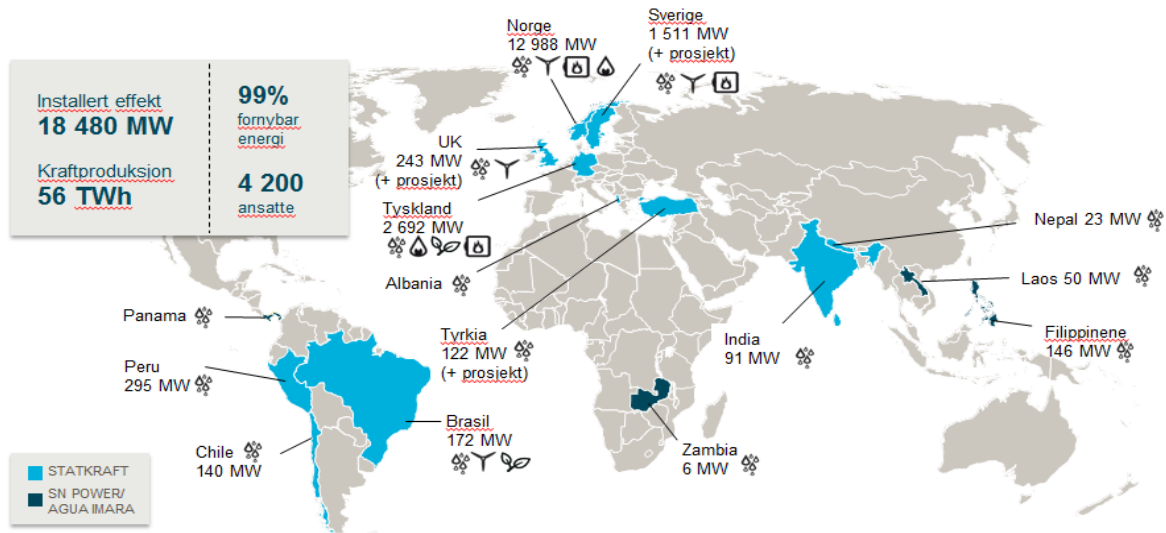 Installert effekt
18 480 MW
Kraftproduksjon
56 TWh
99%
fornybar
energi
4 200
ansatte
Norge
12 988 MW
Sverige
1 511 MW
(+ prosjekt)
UK
243 MW
(+ prosjekt)
Tyskland
2 692 MW
Albania
Tyrkia
122 MW
(+ prosjekt)
Nepal 23 MW
Laos 50 MW
Filippinene
146 MW
India
91 MW
Panama
Peru
295 MW
Chile
140 MW
Brasil
172 MW
Zambia
6 MW
STATKRAFT
SN POWER/
AGUA IMARA